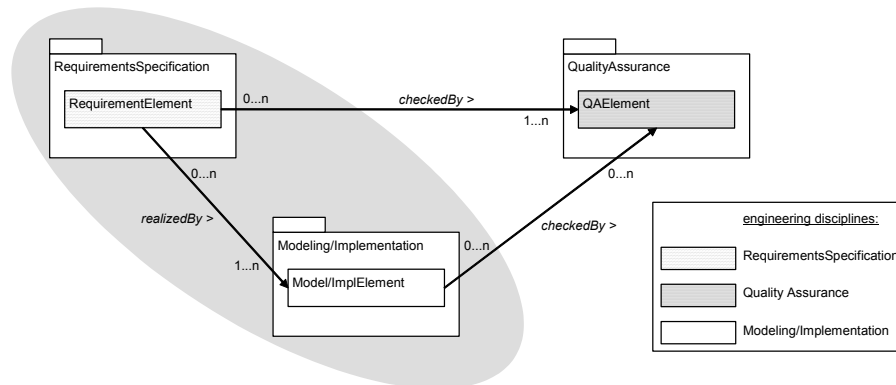 RequirementsSpecification
QualityAssurance
RequirementElement
0...n
checkedBy >
QAElement
1...n
0...n
0...n
realizedBy >
checkedBy >
Modeling/Implementation
0...n
1...n
Model/ImplElement
engineering disciplines:
RequirementsSpecification
Quality Assurance
Modeling/Implementation